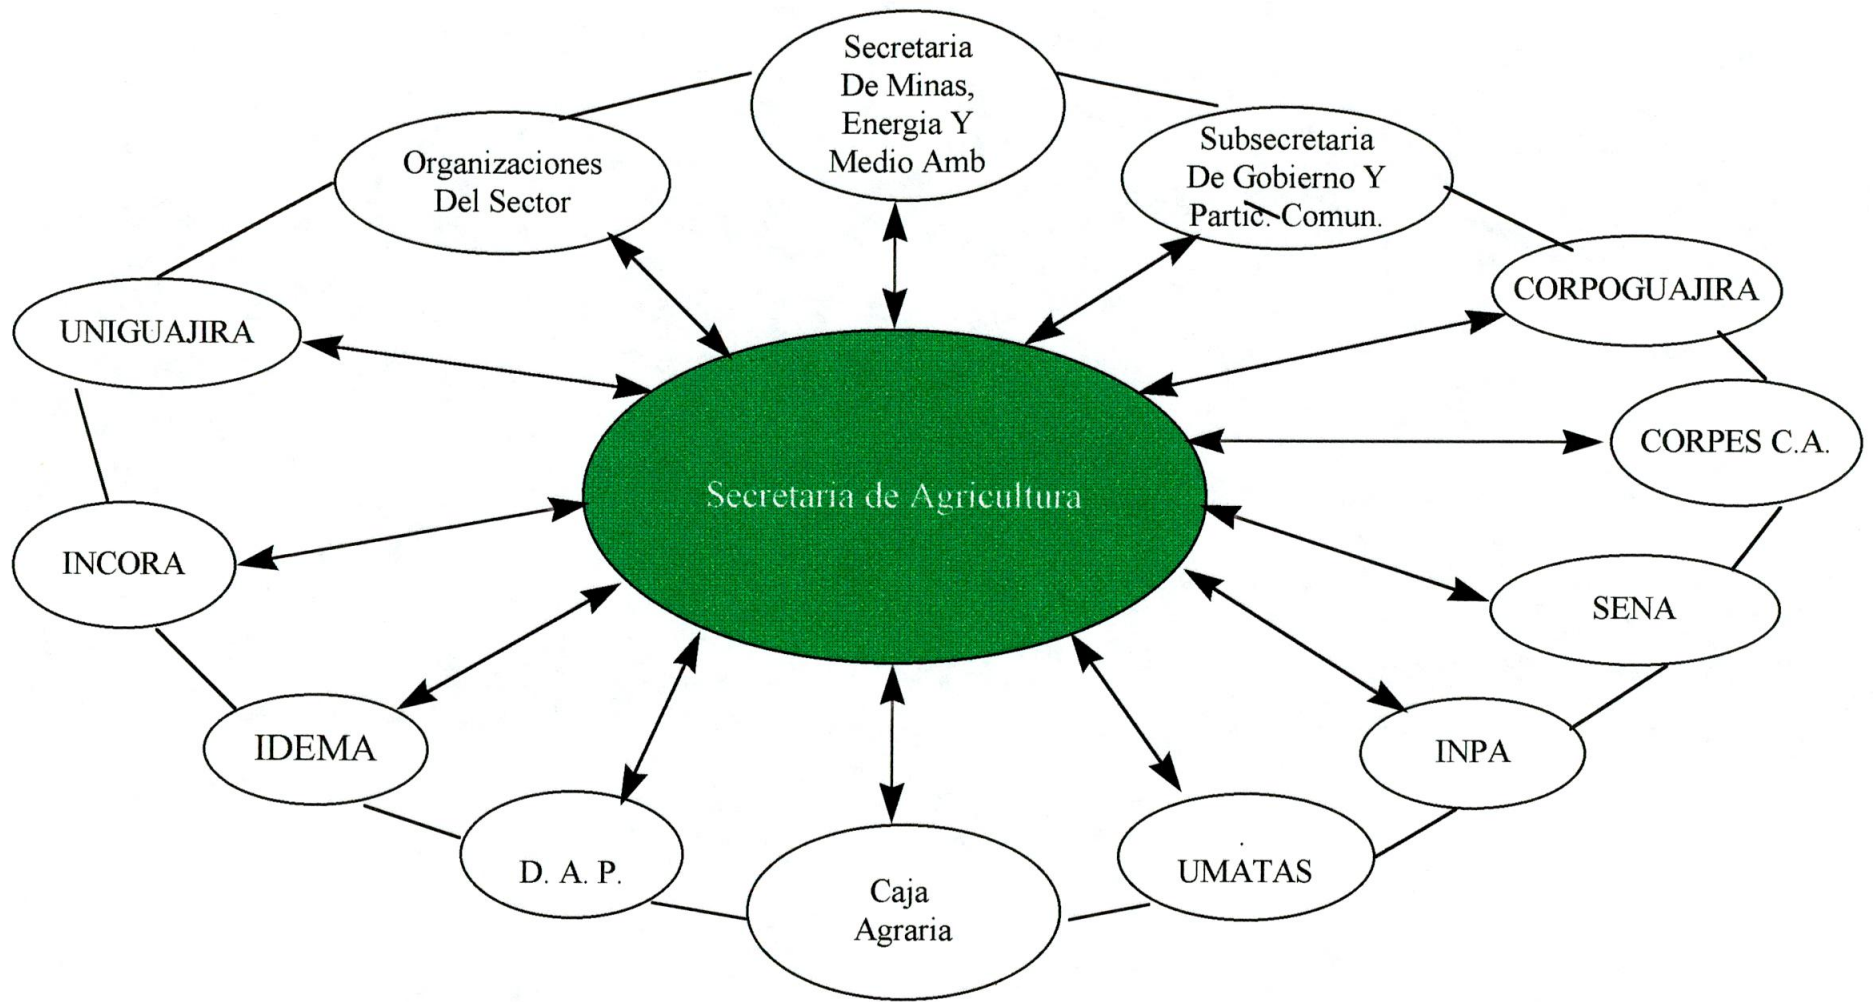 Secretaria
De Minas,
Energia Y
Medio Amb
Organizaciones
Del Sector
Subsecretaria
De Gobierno Y
Partic. Comun.
UNIGUAJIRA
CORPOGUAJIRA
CORPES C.A.
Secretaria de Agricultura
INCORA
SENA
IDEMA
INPA
D. A. P.
UMATAS
Caja
Agraria